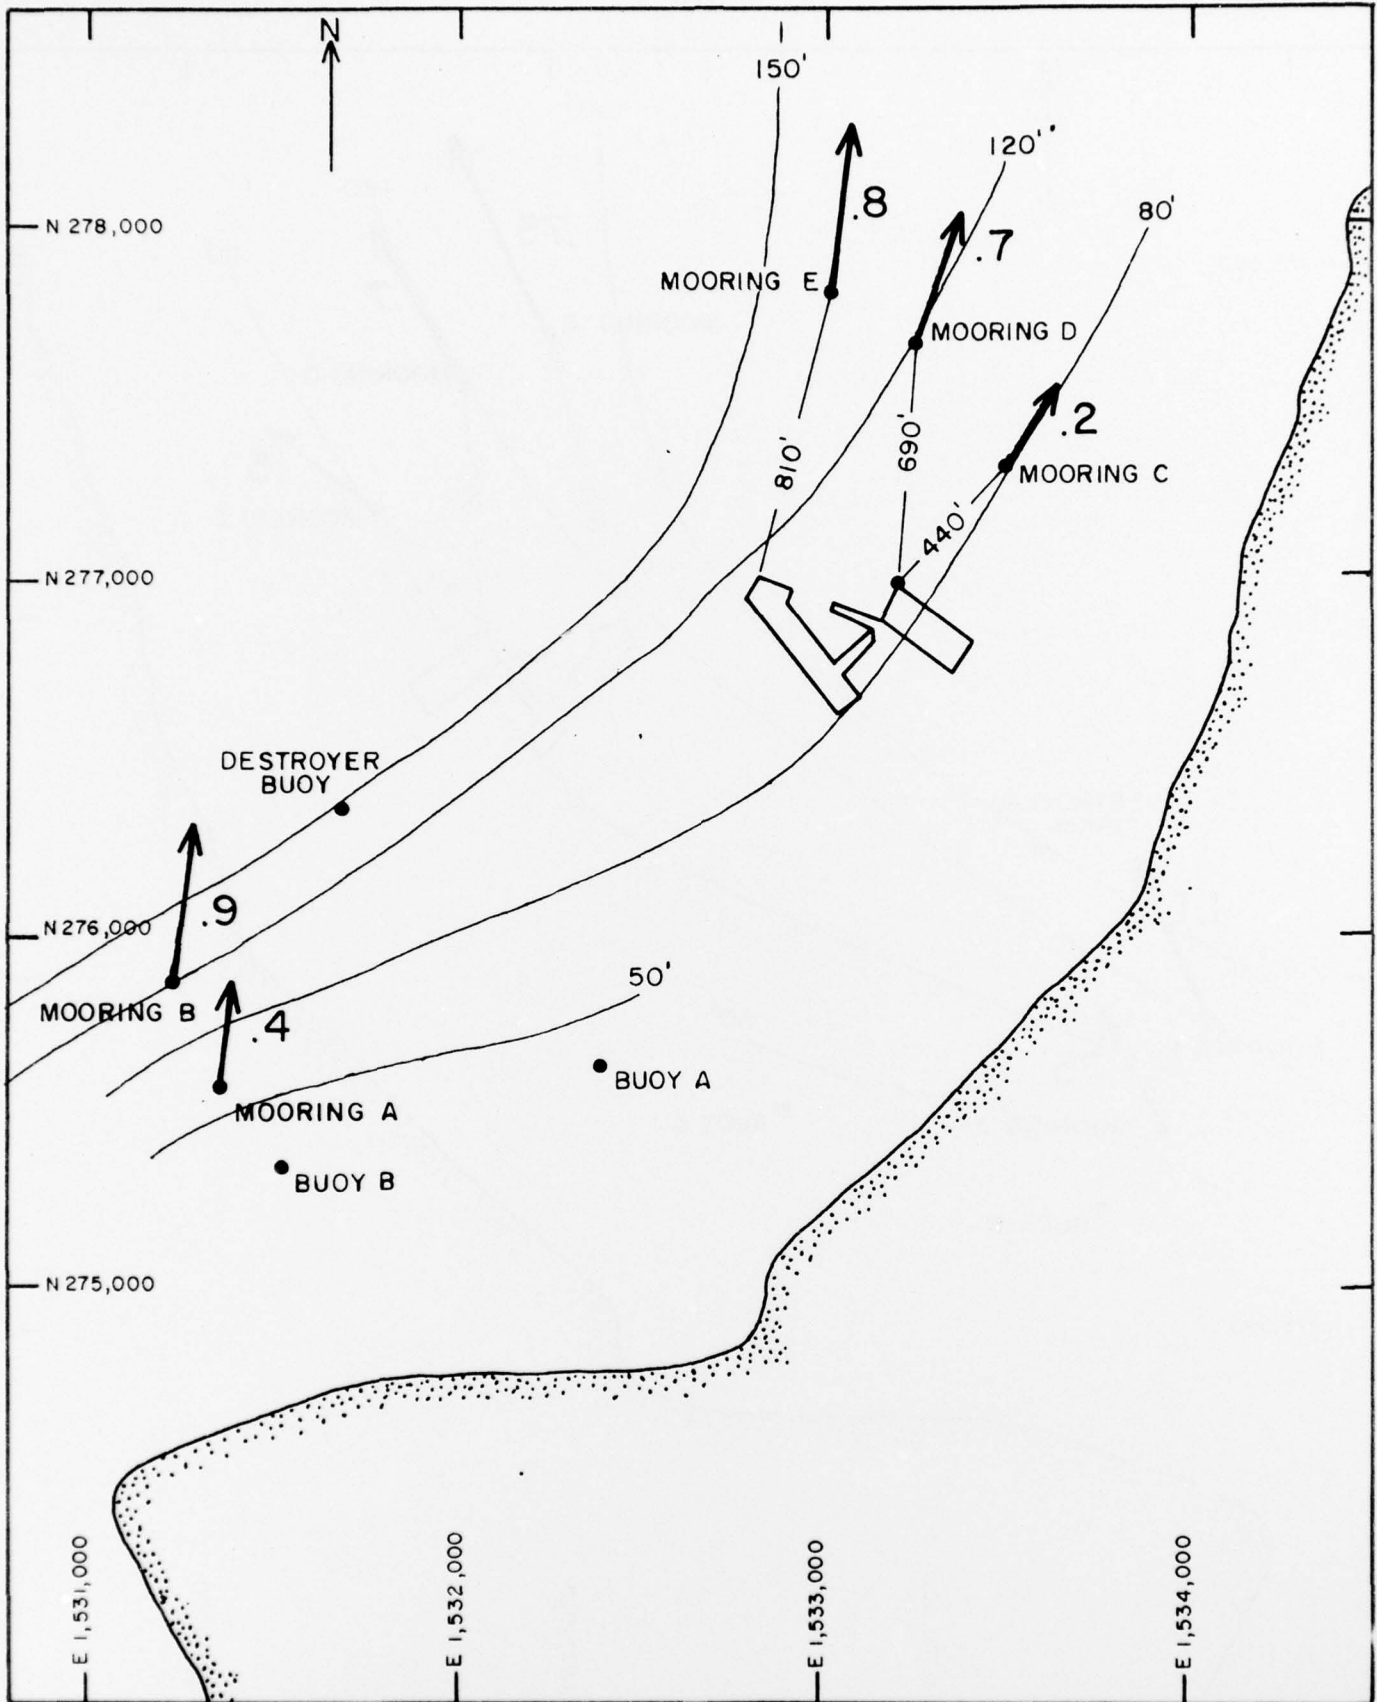 N
150'
120'
80'
.8
N 278,000
.7
MOORING E
MOORING D
.2
MOORING C
810'
690'
440'
N 277,000
DESTROYER
BUOY
.9
N 276,000
50'
MOORING B
.4
BUOY A
MOORING A
BUOY B
N 275,000
E 1,531,000
E 1,532,000
E 1,533,000
E 1,534,000